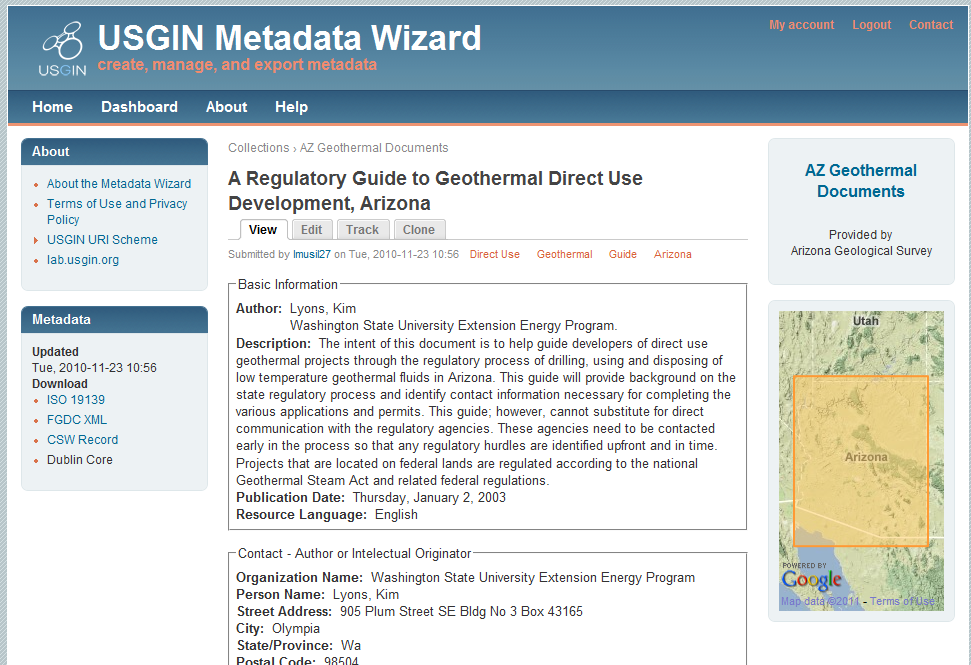 USGIN
USGIN Metadata Wizard
create, manage, and export metadata
My account Logout Contact
Home Dashboard About Help
About
About the Metadata Wizard
Terms of Use and Privacy
Policy
USGIN URI Scheme
lab.usgin.org
Metadata
Updated
Tue, 2010-11-23 10:56
Download
ISO 19139
FGDC XML
CSW Record
Dublin Core
Collections › AZ Geothermal Documents
A Regulatory Guide to Geothermal Direct Use
Development, Arizona
View Edit Track Clone
Submitted by lmusil27 on Tue, 2010-11-23 10:56 Direct Use Geothermal Guide Arizona
Basic Information
Author: Lyons, Kim
Washington State University Extension Energy Program.
Description: The intent of this document is to help guide developers of direct use
geothermal projects through the regulatory process of drilling, using and disposing of
low temperature geothermal fluids in Arizona. This guide will provide background on the
state regulatory process and identify contact information necessary for completing the
various applications and permits. This guide; however, cannot substitute for direct
communication with the regulatory agencies. These agencies need to be contacted
early in the process so that any regulatory hurdles are identified upfront and in time.
Projects that are located on federal lands are regulated according to the national
Geothermal Steam Act and related federal regulations.
Publication Date: Thursday, January 2, 2003
Resource Language: English
Contact - Author or Intelectual Originator
Organization Name: Washington State University Extension Energy Program
Person Name: Lyons, Kim
Street Address: 905 Plum Street SE Bldg No 3 Box 43165
City: Olympia
State/Province: Wa
Postal Code: 98504
AZ Geothermal
Documents
Provided by
Arizona Geological Survey
Utah
Arizona
POWERED BY
Google
Map data ©2011 - Terms of Use